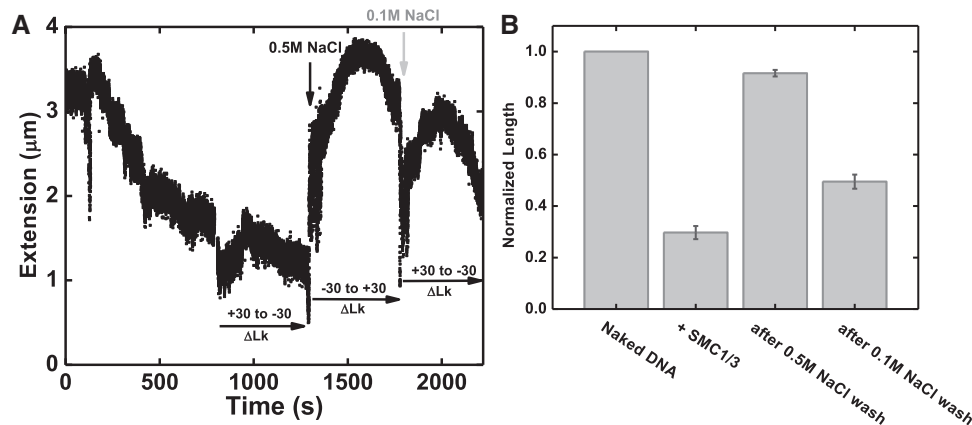 A
0.1M NaCl
0.5M NaCl
4
3
2
1
0
Extension (μm)
+30 to -30
ΔLk
-30 to +30
ΔLk
+30 to -30
ΔLk
0 500 1000 1500 2000
Time (s)
B
1.0
0.8
0.6
0.4
0.2
0.0
Normalized Length
Naked DNA
+ SMC1/3
after 0.5M NaCl wash
after 0.1M NaCl wash